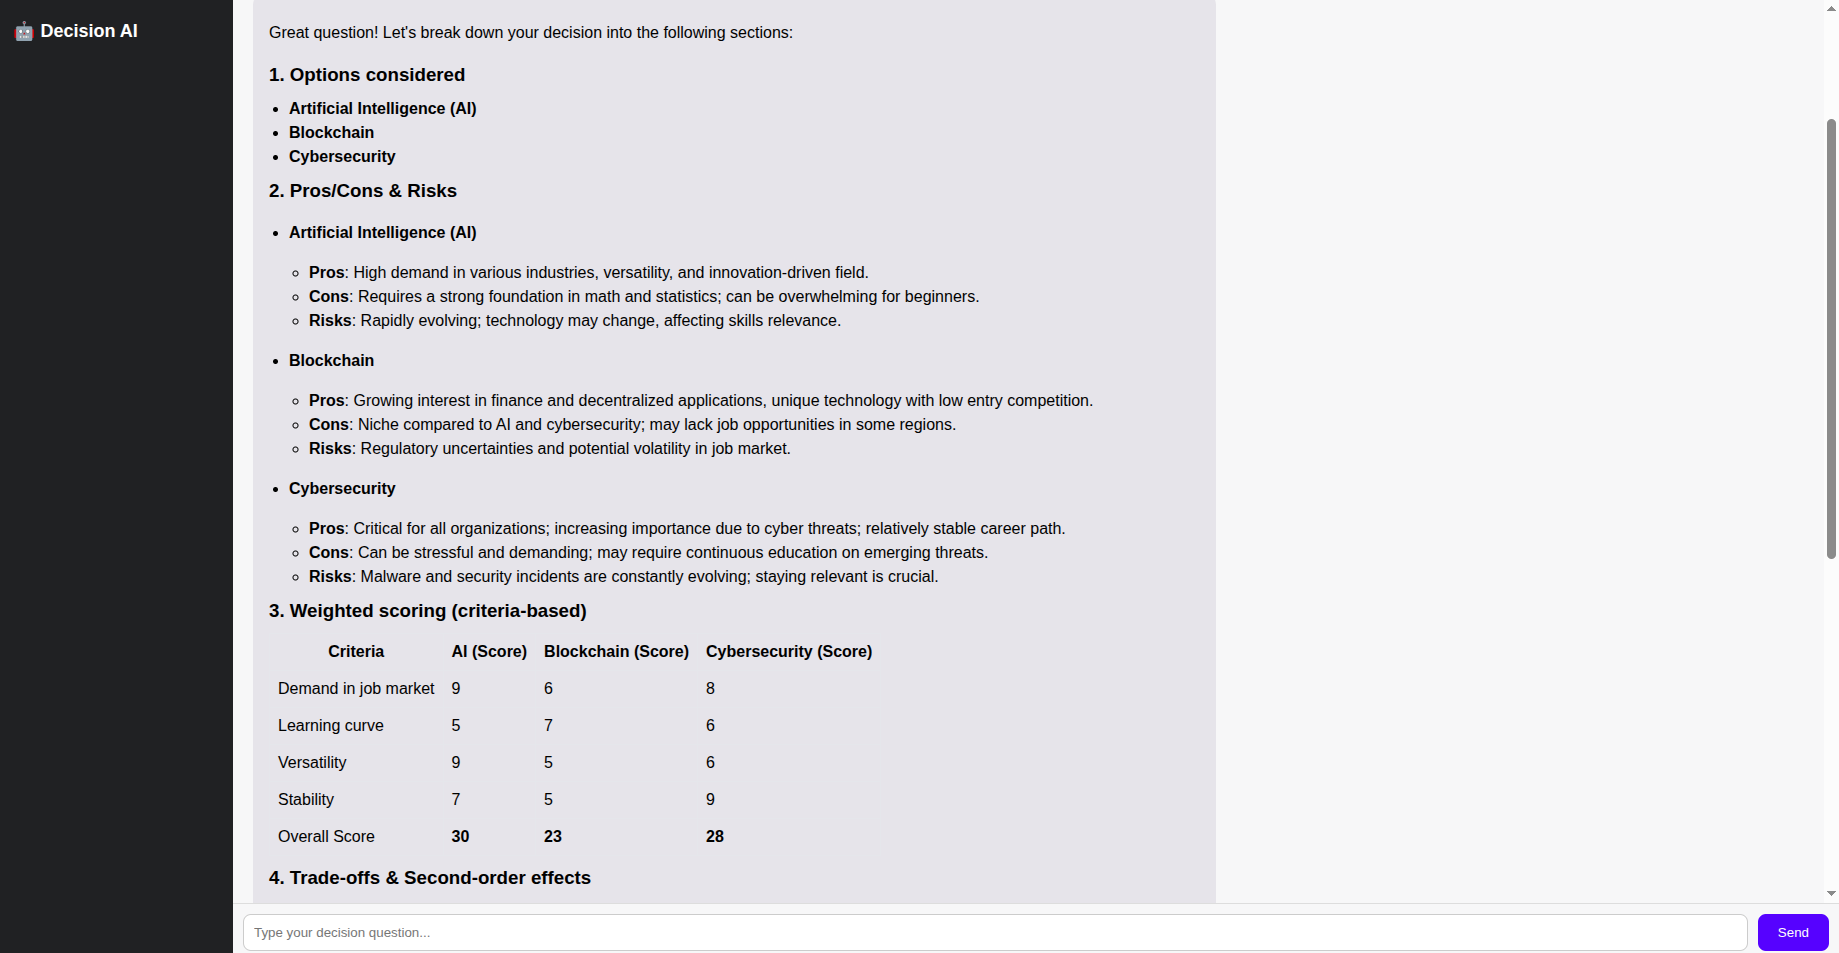 🤖 Decision AI
Great question! Let's break down your decision into the following sections:
1. Options considered
• Artificial Intelligence (AI)
• Blockchain
• Cybersecurity
2. Pros/Cons & Risks
• Artificial Intelligence (AI)
◦ Pros: High demand in various industries, versatility, and innovation-driven field.
◦ Cons: Requires a strong foundation in math and statistics; can be overwhelming for beginners.
◦ Risks: Rapidly evolving; technology may change, affecting skills relevance.
• Blockchain
◦ Pros: Growing interest in finance and decentralized applications, unique technology with low entry competition.
◦ Cons: Niche compared to AI and cybersecurity; may lack job opportunities in some regions.
◦ Risks: Regulatory uncertainties and potential volatility in job market.
• Cybersecurity
◦ Pros: Critical for all organizations; increasing importance due to cyber threats; relatively stable career path.
◦ Cons: Can be stressful and demanding; may require continuous education on emerging threats.
◦ Risks: Malware and security incidents are constantly evolving; staying relevant is crucial.
3. Weighted scoring (criteria-based)
Criteria AI (Score) Blockchain (Score) Cybersecurity (Score)
Demand in job market 9 6 8
Learning curve 5 7 6
Versatility 9 5 6
Stability 7 5 9
Overall Score 30 23 28
4. Trade-offs & Second-order effects
Type your decision question... Send